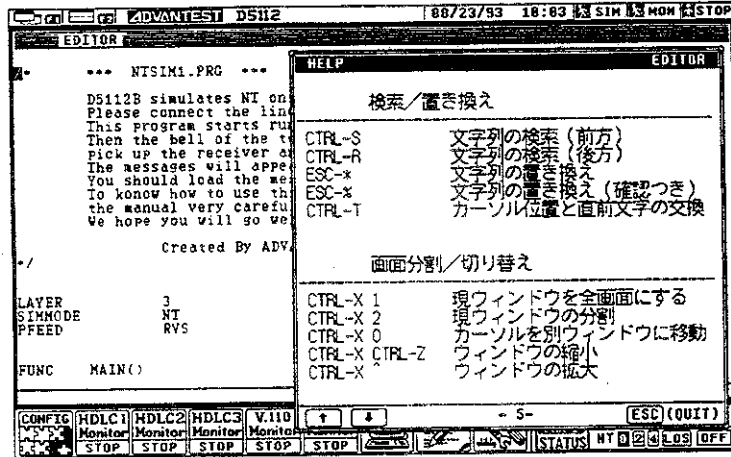 ADVANTEST D5112 08/23/93 18:03 SIM MON STOP
EDITOR
/* *** NTSIM1.PRG ***
D5112B simulates NT on
Please connect the lin
This program starts ru
Then the bell of the t
pick up the receiver a
The messages will appe
You should load the me
To konow how to use th
the manual very carefu
We hope you will go we
Created By ADVA
*/
LAYER 3
SIMMODE NT
PFEED RVS
FUNC MAIN()
HELP EDITOR
検索/置き換え
CTRL-S 文字列の検索(前方)
CTRL-R 文字列の検索(後方)
ESC-* 文字列の置き換え
ESC-% 文字列の置き換え(確認つき)
CTRL-T カーソル位置と直前文字の交換
画面分割/切り替え
CTRL-X 1 現ウィンドウを全画面にする
CTRL-X 2 現ウィンドウの分割
CTRL-X 0 カーソルを別ウィンドウに移動
CTRL-X CTRL-Z ウィンドウの縮小
CTRL-X ^ ウィンドウの拡大
↑ ↓ - 5- ESC (QUIT)
CONFIG HDLC1 HDLC2 HDLC3 V.110
Monitor Monitor Monitor Monitor
STOP STOP STOP STOP STOP STATUS NT 0 2 4 LOS OFF